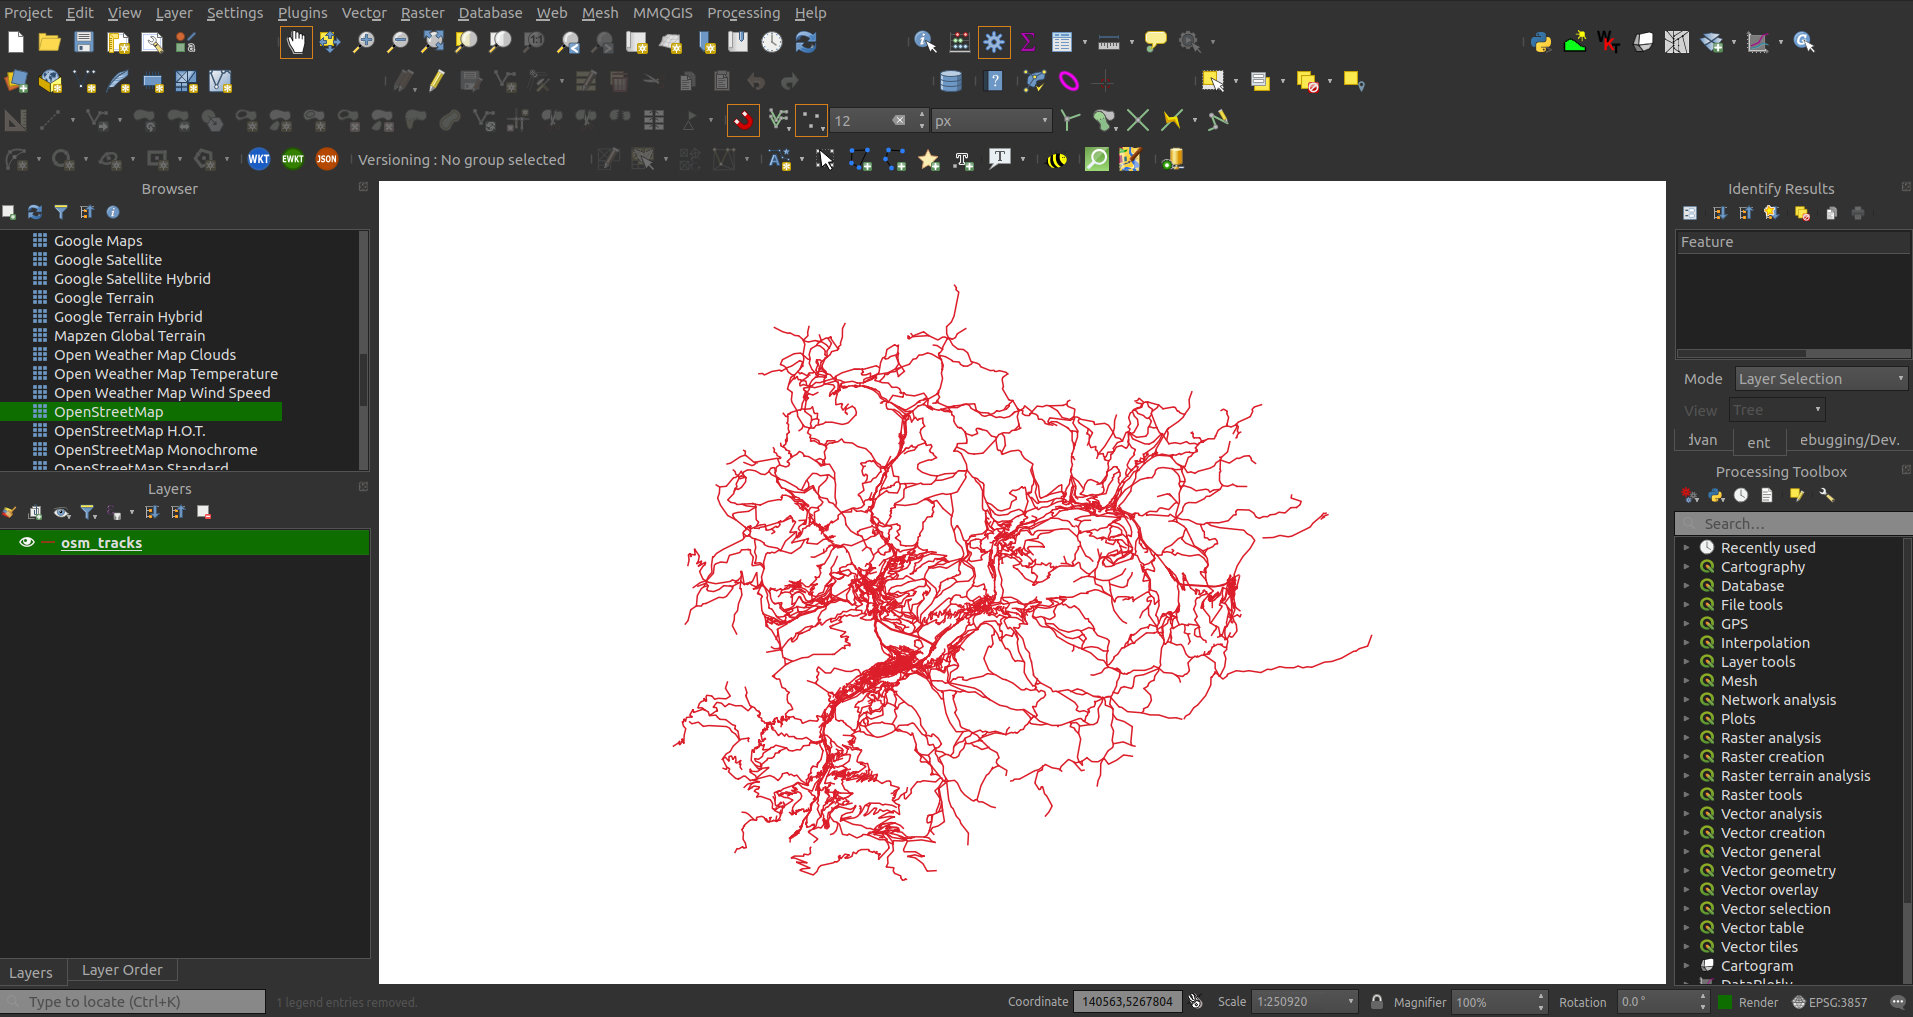 Project Edit View Layer Settings Plugins Vector Raster Database Web Mesh MMQGIS Processing Help
12 px
WKT EWKT JSON Versioning : No group selected
Browser
Google Maps
Google Satellite
Google Satellite Hybrid
Google Terrain
Google Terrain Hybrid
Mapzen Global Terrain
Open Weather Map Clouds
Open Weather Map Temperature
Open Weather Map Wind Speed
OpenStreetMap
OpenStreetMap H.O.T.
OpenStreetMap Monochrome
OpenStreetMap Standard
Layers
osm_tracks
Layers Layer Order
Identify Results
Feature
Mode Layer Selection
View Tree
dvan ent ebugging/Dev.
Processing Toolbox
Search...
Recently used
Cartography
Database
File tools
GPS
Interpolation
Layer tools
Mesh
Network analysis
Plots
Raster analysis
Raster creation
Raster terrain analysis
Raster tools
Vector analysis
Vector creation
Vector general
Vector geometry
Vector overlay
Vector selection
Vector table
Vector tiles
Cartogram
DataPlotly
Type to locate (Ctrl+K) 1 legend entries removed. Coordinate 140563,5267804 Scale 1:250920 Magnifier 100% Rotation 0.0 ° Render EPSG:3857